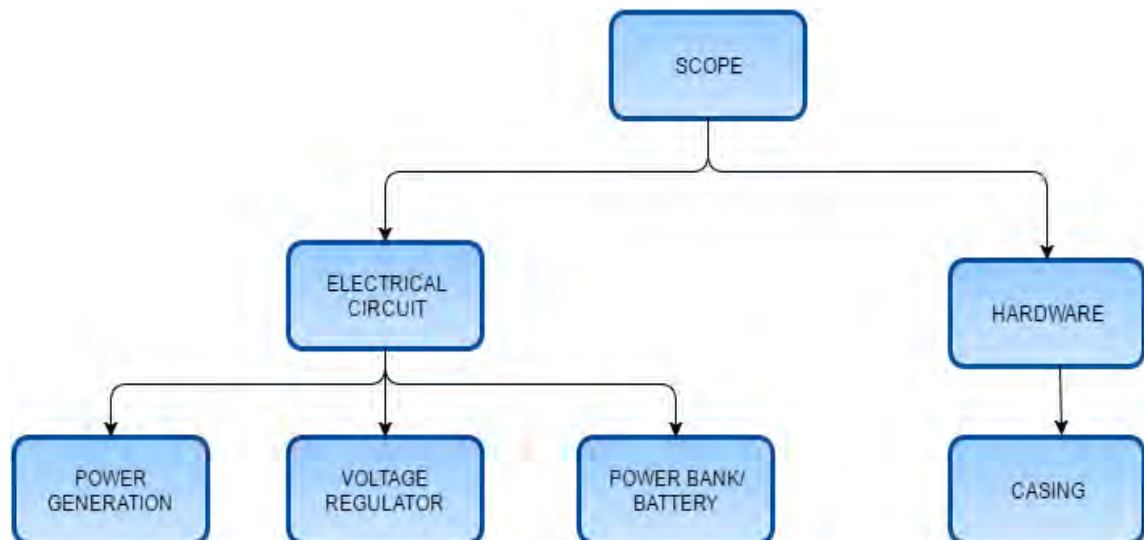 SCOPE
ELECTRICAL
CIRCUIT
HARDWARE
POWER
GENERATION
VOLTAGE
REGULATOR
POWER BANK/
BATTERY
CASING